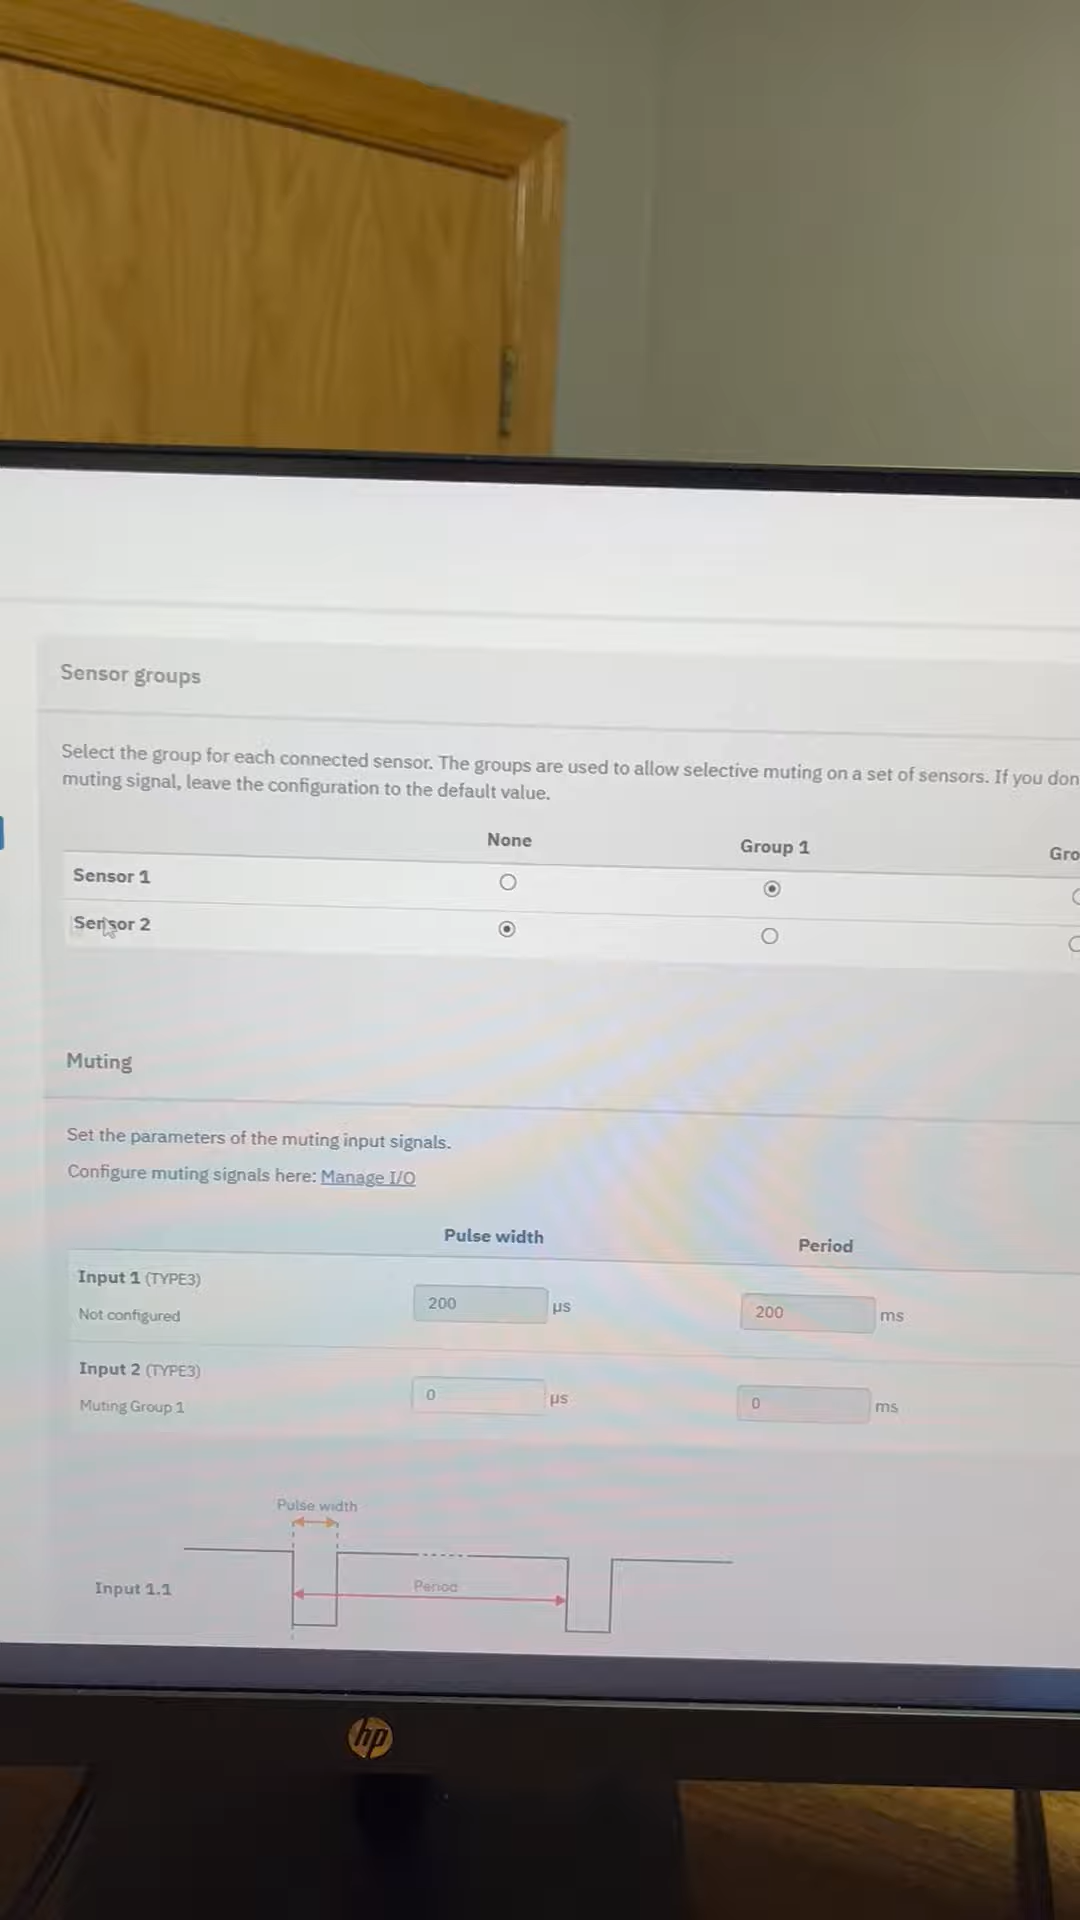 Sensor groups
Select the group for each connected sensor. The groups are used to allow selective muting on a set of sensors. If you don
muting signal, leave the configuration to the default value.
None Group 1 Gro
Sensor 1
Sensor 2
Muting
Set the parameters of the muting input signals.
Configure muting signals here: Manage I/O
Pulse width Period
Input 1 (TYPE3) 200 µs 200 ms
Not configured
Input 2 (TYPE3) 0 µs 0 ms
Muting Group 1
Pulse width
Input 1.1 Period
hp